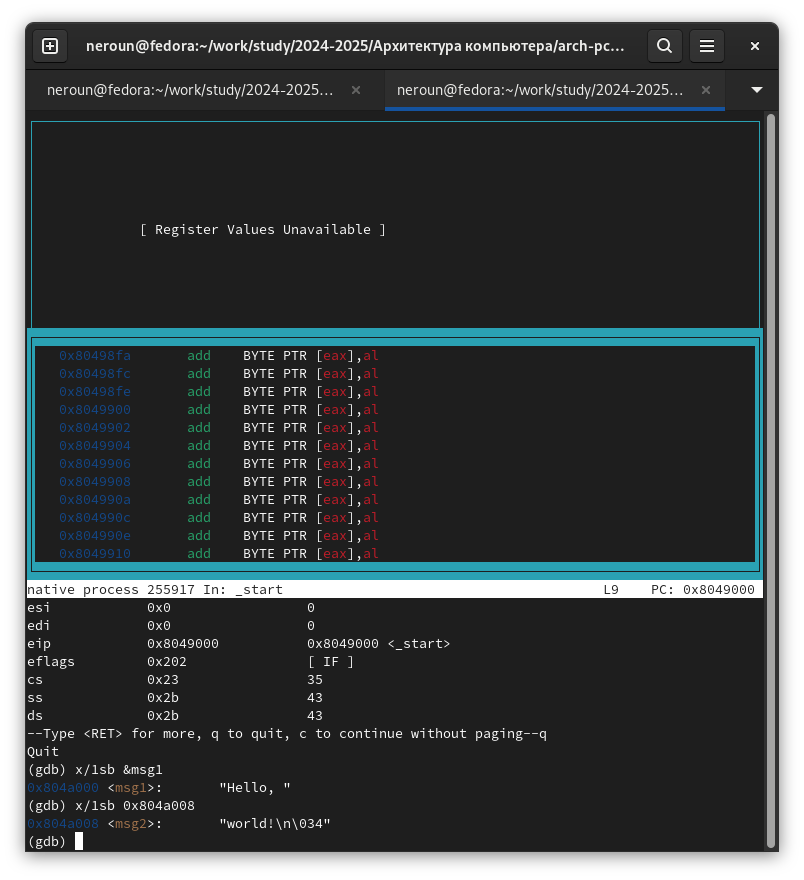 neroun@fedora:~/work/study/2024-2025/Архитектура компьютера/arch-pc...
neroun@fedora:~/work/study/2024-2025... neroun@fedora:~/work/study/2024-2025...
[ Register Values Unavailable ]
0x80498fa add BYTE PTR [eax],al
0x80498fc add BYTE PTR [eax],al
0x80498fe add BYTE PTR [eax],al
0x8049900 add BYTE PTR [eax],al
0x8049902 add BYTE PTR [eax],al
0x8049904 add BYTE PTR [eax],al
0x8049906 add BYTE PTR [eax],al
0x8049908 add BYTE PTR [eax],al
0x804990a add BYTE PTR [eax],al
0x804990c add BYTE PTR [eax],al
0x804990e add BYTE PTR [eax],al
0x8049910 add BYTE PTR [eax],al
native process 255917 In: _start L9 PC: 0x8049000
esi 0x0 0
edi 0x0 0
eip 0x8049000 0x8049000 <_start>
eflags 0x202 [ IF ]
cs 0x23 35
ss 0x2b 43
ds 0x2b 43
--Type <RET> for more, q to quit, c to continue without paging--q
Quit
(gdb) x/1sb &msg1
0x804a000 <msg1>: "Hello, "
(gdb) x/1sb 0x804a008
0x804a008 <msg2>: "world!\n\034"
(gdb)